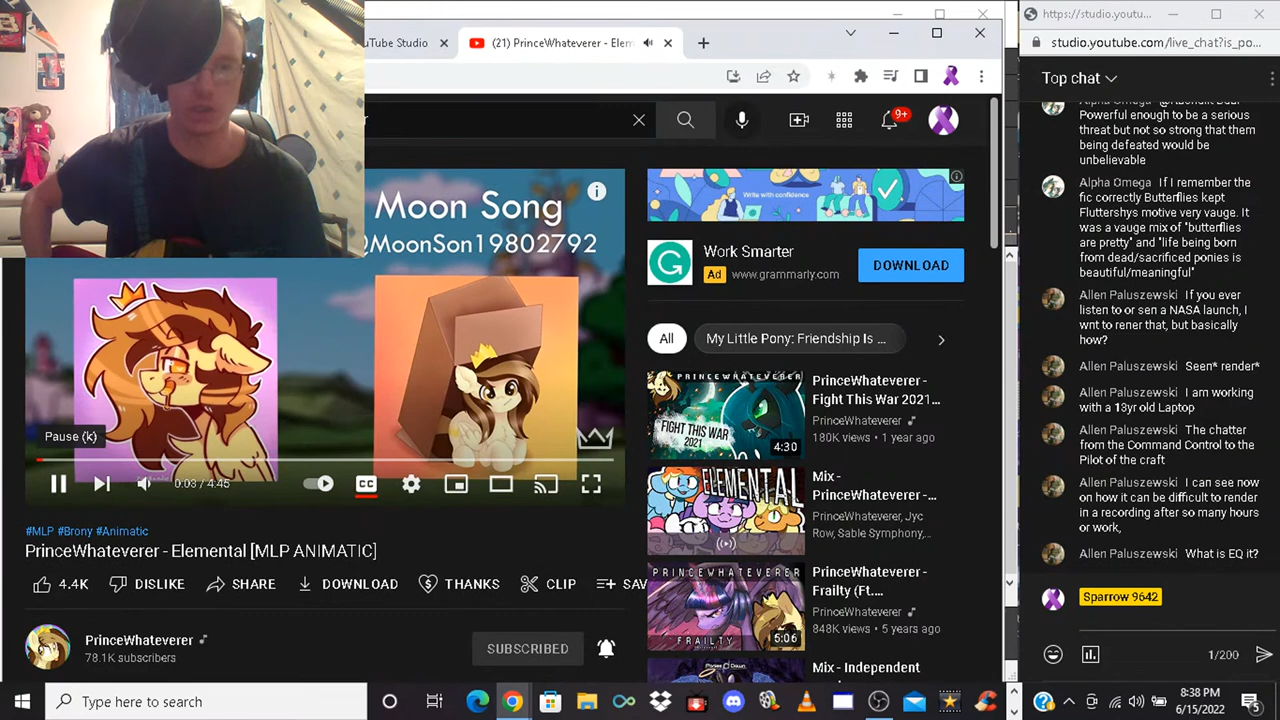 uTube Studio
(21) PrinceWhateverer - Elem
https://studio.youtu...
studio.youtube.com/live_chat?is_po...
Top chat
9+
Moon Song
@MoonSon19802792
Pause (k)
0:03 / 4:45
CC
#MLP #Brony #Animatic
PrinceWhateverer - Elemental [MLP ANIMATIC]
4.4K
DISLIKE
SHARE
DOWNLOAD
THANKS
CLIP
SAV
PrinceWhateverer
78.1K subscribers
SUBSCRIBED
Write with confidence
Work Smarter
Ad www.grammarly.com
DOWNLOAD
All
My Little Pony: Friendship Is ...
PRINCEWHATEVERER
FIGHT THIS WAR
2021
4:30
PrinceWhateverer -
Fight This War 2021...
PrinceWhateverer
180K views • 1 year ago
ELEMENTAL
Mix -
PrinceWhateverer -...
PrinceWhateverer, Jyc
Row, Sable Symphony,...
PRINCEWHATEVERER
FRAILTY
5:06
PrinceWhateverer -
Frailty (Ft....
PrinceWhateverer
848K views • 5 years ago
Mix - Independent
Powerful enough to be a serious
threat but not so strong that them
being defeated would be
unbelievable
Alpha Omega If I remember the
fic correctly Butterflies kept
Fluttershys motive very vauge. It
was a vauge mix of "butterflies
or pretty" and "life being born
from dead/sacrificed ponies is
beautiful/meaningful"
Allen Paluszewski If you ever
listen to or sen a NASA launch, I
wnt to rener that, but basically
how?
Allen Paluszewski Seen* render*
Allen Paluszewski I am working
with a 13yr old Laptop
Allen Paluszewski The chatter
from the Command Control to the
Pilot of the craft
Allen Paluszewski I can see now
on how it can be difficult to render
in a recording after so many hours
or work,
Allen Paluszewski What is EQ it?
Sparrow 9642
1/200
Type here to search
8:38 PM
6/15/2022
5